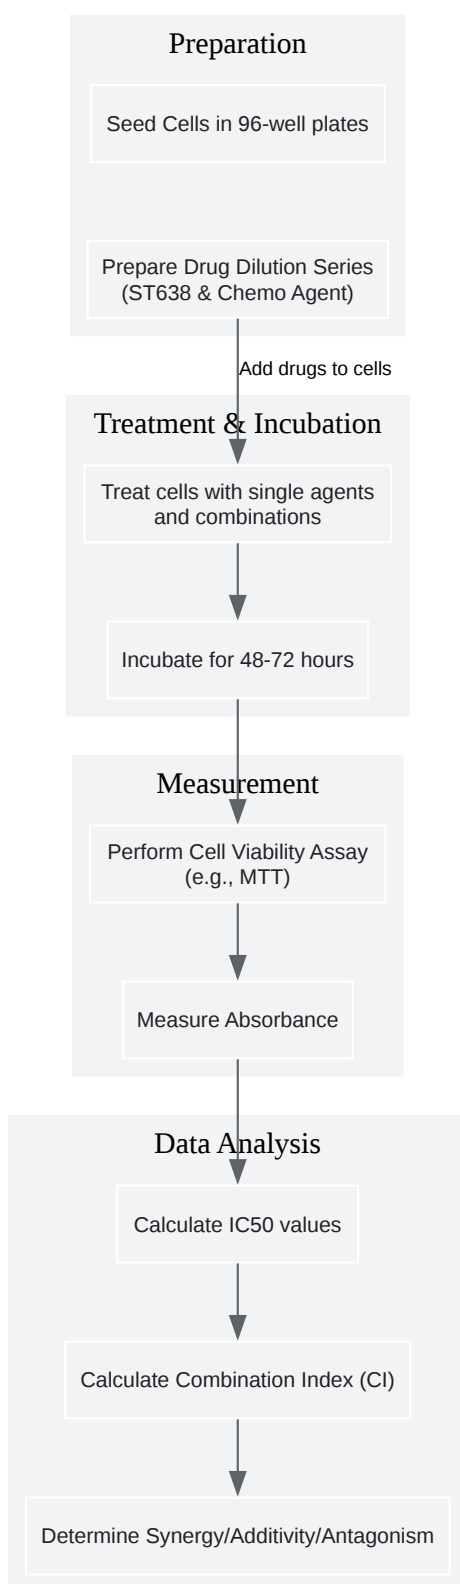 Preparation
Seed Cells in 96-well plates
Prepare Drug Dilution Series
(ST638 & Chemo Agent)
Add drugs to cells
Treatment & Incubation
Treat cells with single agents
and combinations
Incubate for 48-72 hours
Measurement
Perform Cell Viability Assay
(e.g., MTT)
Measure Absorbance
Data Analysis
Calculate IC50 values
Calculate Combination Index (CI)
Determine Synergy/Additivity/Antagonism